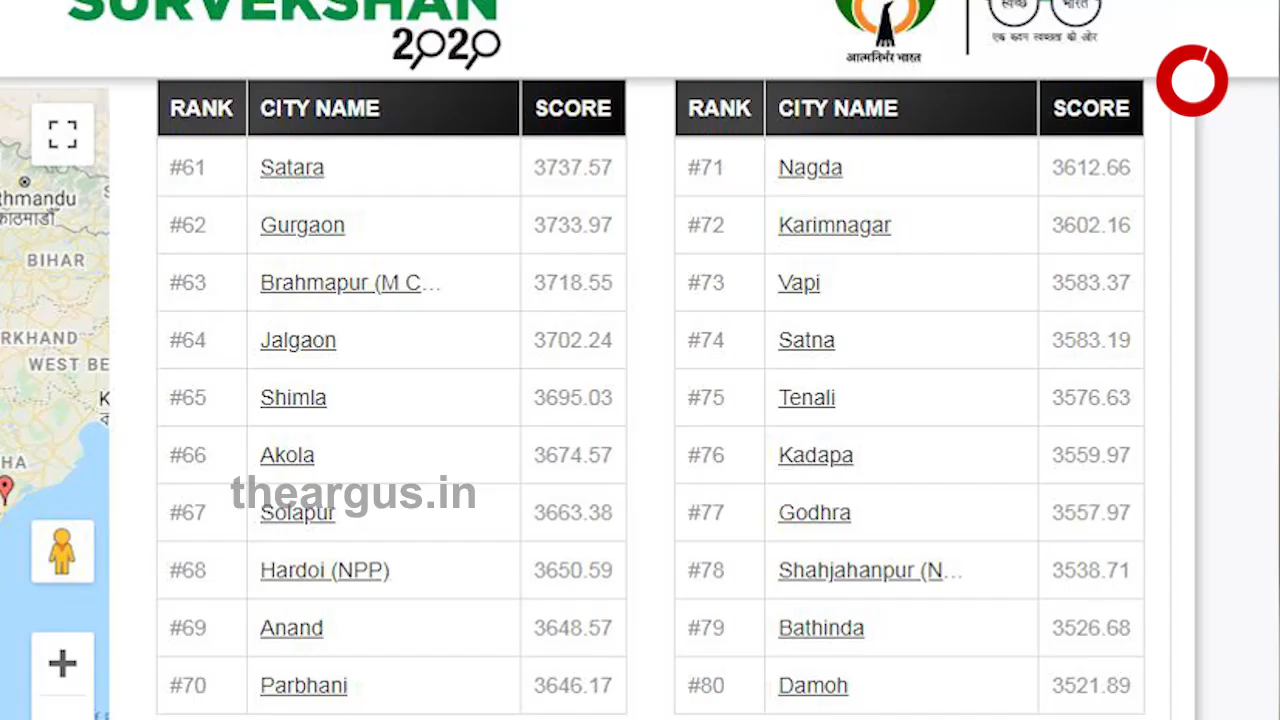 SURVEKSHAN
2020
आत्मनिर्भर भारत
स्वच्छ भारत
एक कदम स्वच्छता की ओर
RANK CITY NAME SCORE
#61 Satara 3737.57
#62 Gurgaon 3733.97
#63 Brahmapur (M C... 3718.55
#64 Jalgaon 3702.24
#65 Shimla 3695.03
#66 Akola 3674.57
#67 Solapur 3663.38
#68 Hardoi (NPP) 3650.59
#69 Anand 3648.57
#70 Parbhani 3646.17
RANK CITY NAME SCORE
#71 Nagda 3612.66
#72 Karimnagar 3602.16
#73 Vapi 3583.37
#74 Satna 3583.19
#75 Tenali 3576.63
#76 Kadapa 3559.97
#77 Godhra 3557.97
#78 Shahjahanpur (N... 3538.71
#79 Bathinda 3526.68
#80 Damoh 3521.89
theargus.in
thmandu
काठमाडौं
BIHAR
RKHAND
WEST BE
K
HA